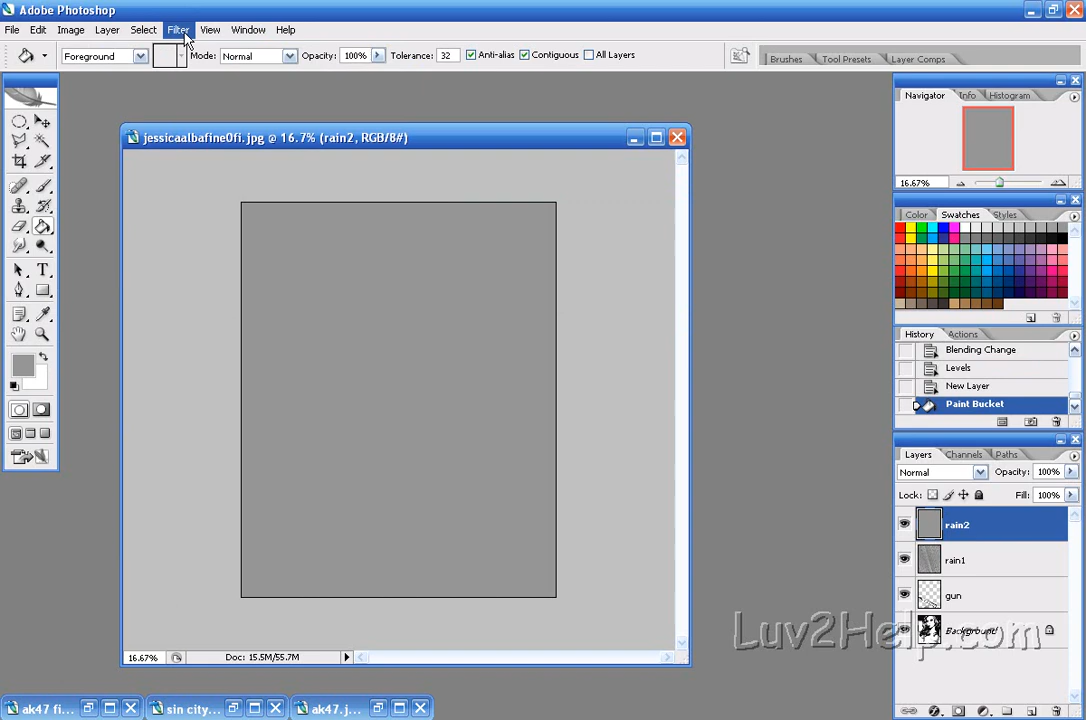 Adobe Photoshop
File Edit Image Layer Select Filter View Window Help
Foreground Mode: Normal Opacity: 100% Tolerance: 32 Anti-alias Contiguous All Layers Brushes Tool Presets Layer Comps
jessicaalbafine0fi.jpg @ 16.7% (rain2, RGB/8#)
Navigator Info Histogram
16.67%
Color Swatches Styles
History Actions
Blending Change
Levels
New Layer
Paint Bucket
Layers Channels Paths
Normal Opacity: 100%
Lock: Fill: 100%
rain2
rain1
gun
Background
Luv2Help.com
16.67% Doc: 15.5M/55.7M
ak47 fi... sin city... ak47.j...